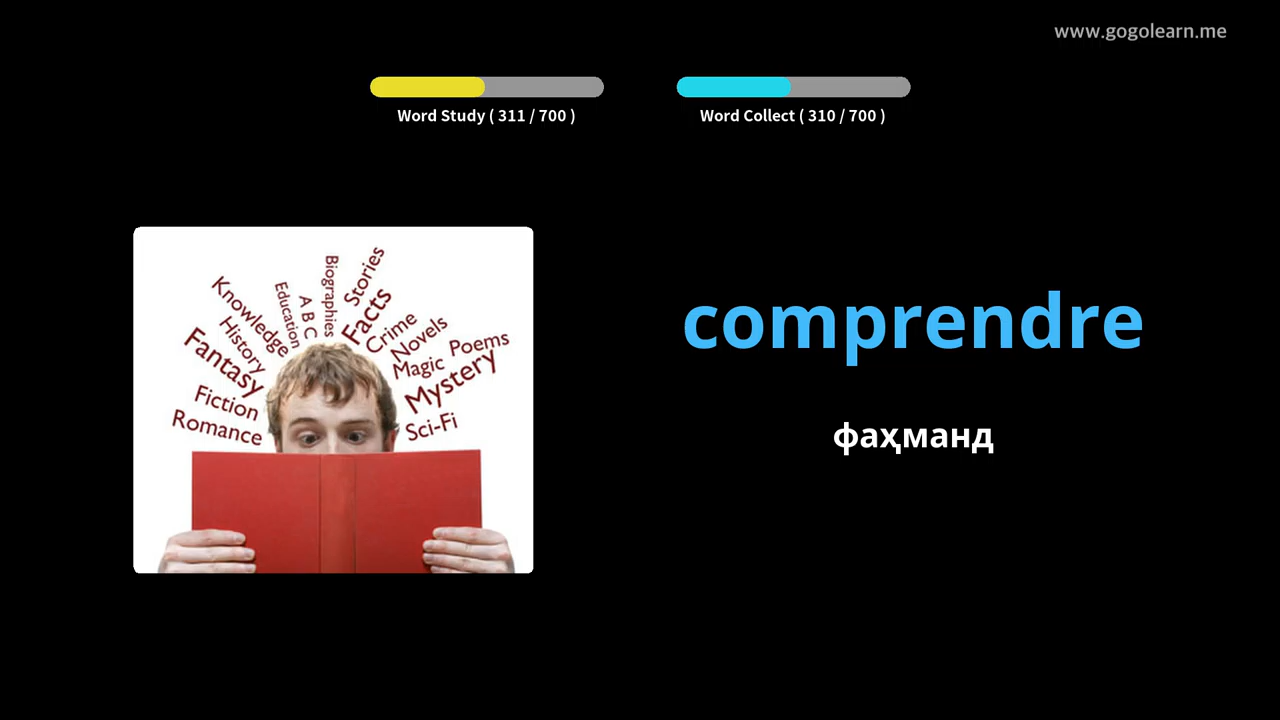 www.gogolearn.me
Word Study ( 311 / 700 )
Word Collect ( 310 / 700 )
Biographies
Stories
Education
A B C
Facts
Knowledge
Crime
History
Novels
Poems
Fantasy
Magic
Mystery
Fiction
Romance
Sci-Fi
comprendre
фаҳманд